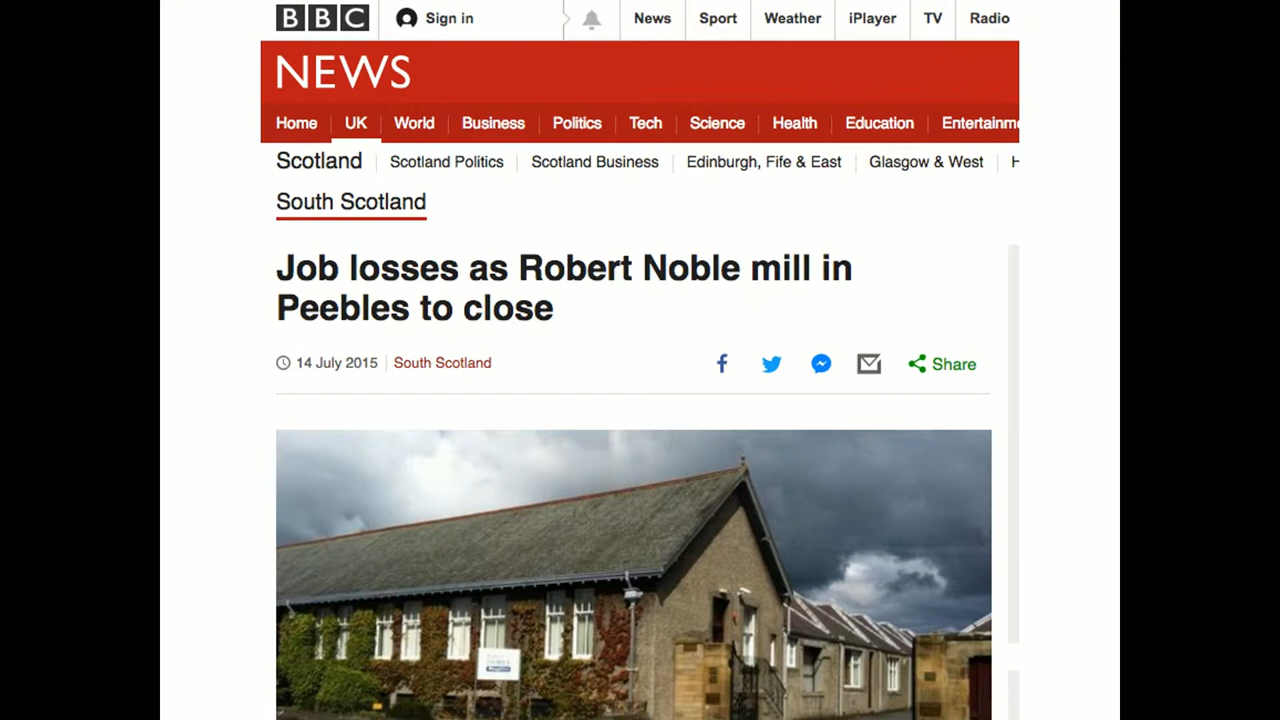 BBC Sign in News Sport Weather iPlayer TV Radio
NEWS
Home UK World Business Politics Tech Science Health Education
Scotland Scotland Politics Scotland Business Edinburgh, Fife & East Glasgow & West
South Scotland
Job losses as Robert Noble mill in
Peebles to close
14 July 2015 South Scotland Share